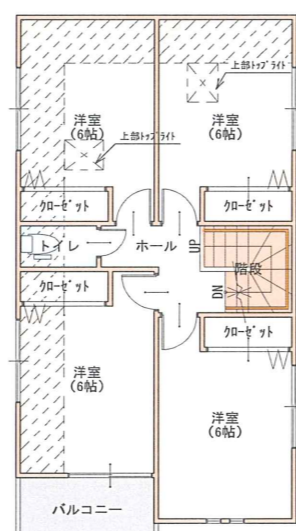 上部ﾄｯﾌﾟﾗｲﾄ
洋室
(6帖)
洋室
(6帖)
上部ﾄｯﾌﾟﾗｲﾄ
ｸﾛｰｾﾞｯﾄ
ｸﾛｰｾﾞｯﾄ
トイレ
ホール
UP
階段
DN
ｸﾛｰｾﾞｯﾄ
ｸﾛｰｾﾞｯﾄ
洋室
(6帖)
洋室
(6帖)
バルコニー